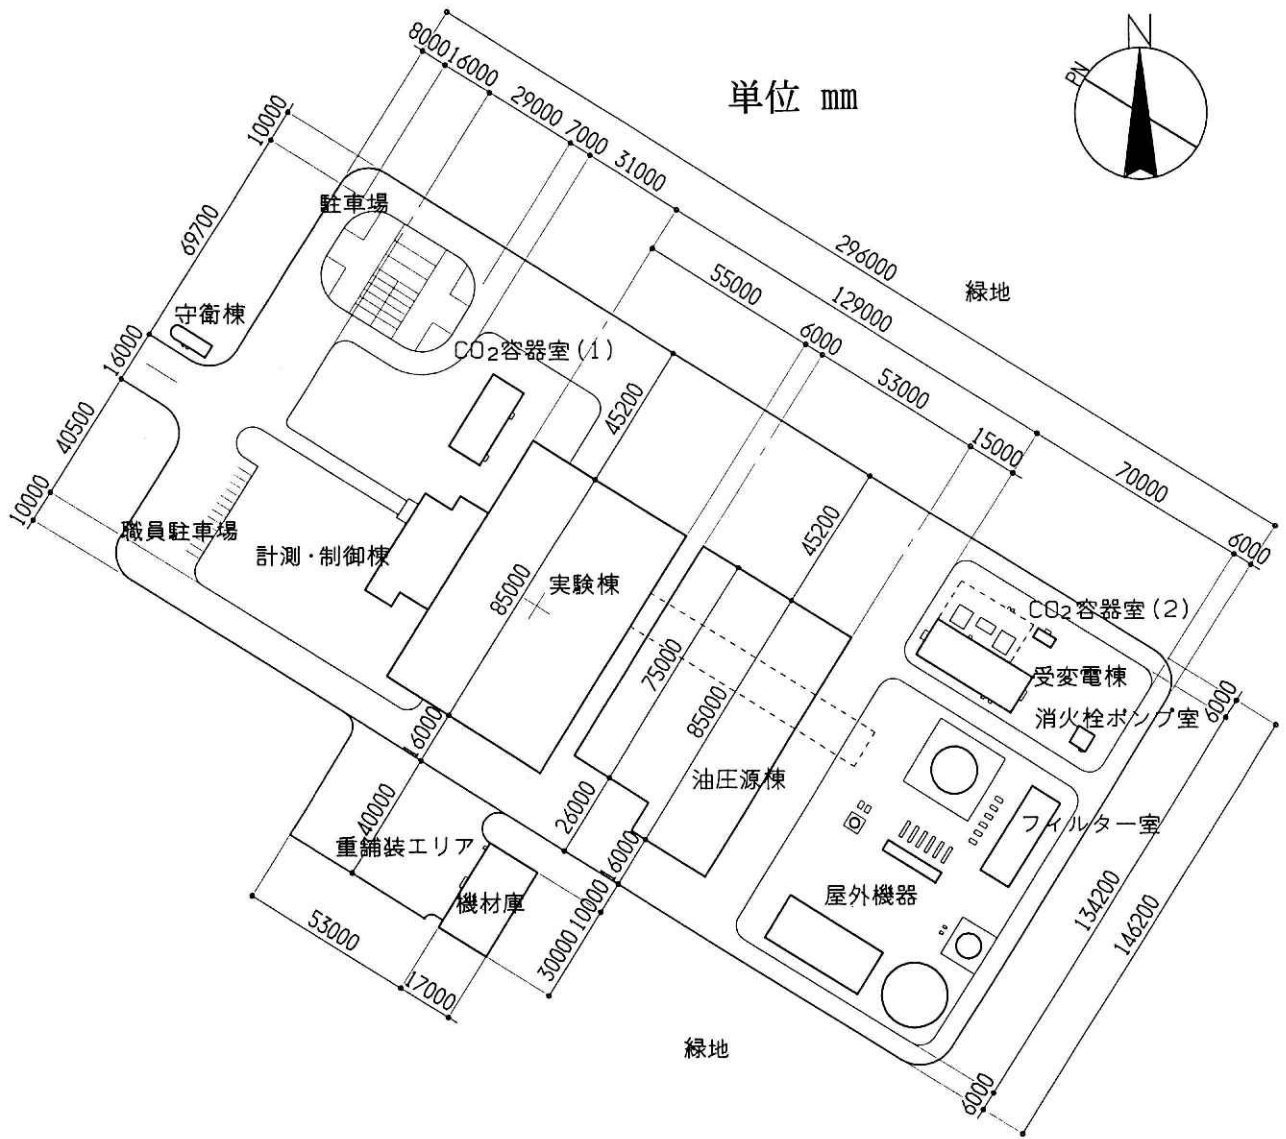 単位 mm
N
PN
8000
16000
29000
7000
31000
296000
129000
55000
6000
53000
15000
70000
6000
10000
69700
16000
40500
10000
駐車場
守衛棟
緑地
CO₂容器室(1)
45200
45200
職員駐車場
計測・制御棟
85000
実験棟
75000
85000
油圧源棟
CO₂容器室(2)
受変電棟
消火栓ポンプ室
6000
フィルター室
屋外機器
134200
146200
16000
40000
26000
16000
10000
30000
重舗装エリア
機材庫
53000
17000
緑地
6000